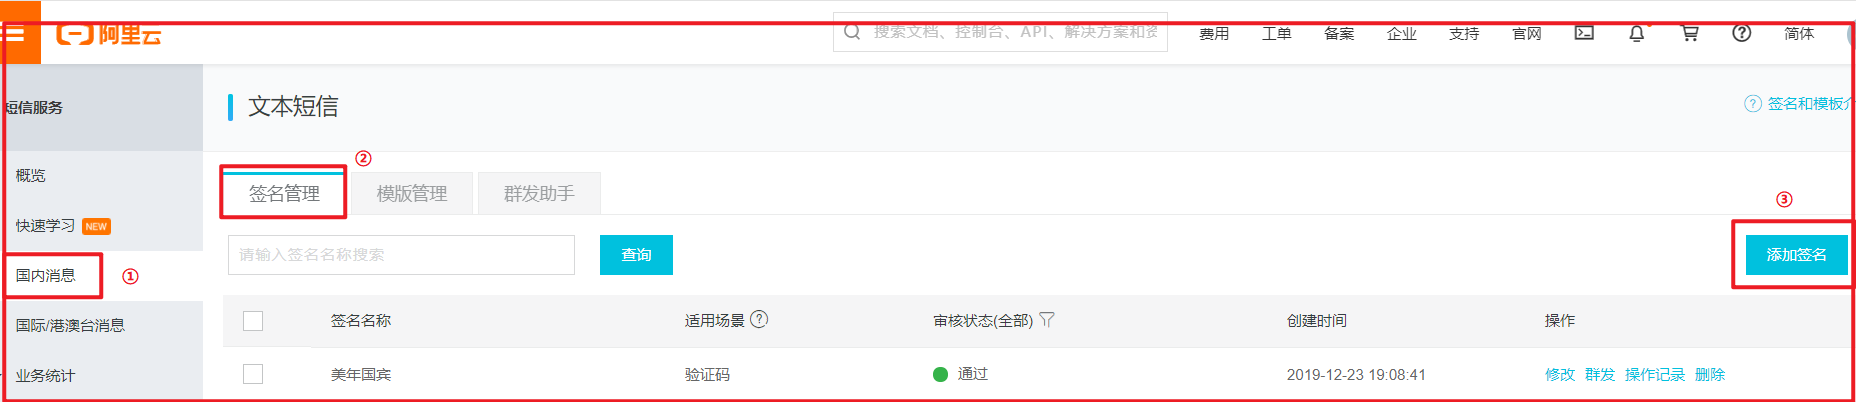 阿里云
搜索文档、控制台、API、解决方案和资
费用 工单 备案 企业 支持 官网 简体
短信服务
文本短信
签名和模板介
概览
②
签名管理 模版管理 群发助手
快速学习 NEW
③
请输入签名名称搜索 查询 添加签名
国内消息 ①
国际/港澳台消息
签名名称 适用场景 审核状态(全部) 创建时间 操作
业务统计
美年国宾 验证码 通过 2019-12-23 19:08:41 修改 群发 操作记录 删除